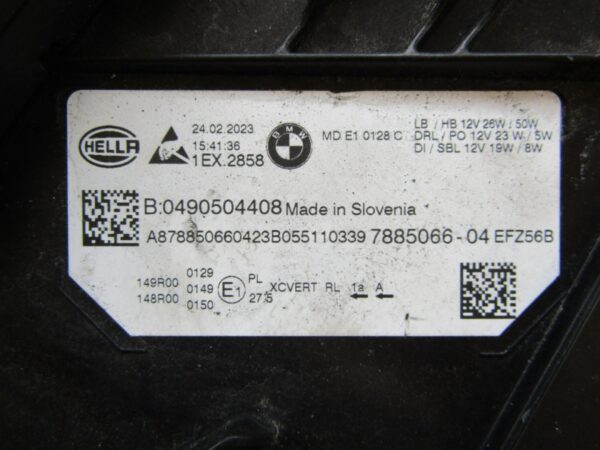 HELLA
24.02.2023
15:41:36
1EX.2858
BMW
MD E1 0128 C
LB / HB 12V 26W / 50W
DRL / PO 12V 23 W / 5W
DI / SBL 12V 19W / 8W
B:0490504408 Made in Slovenia
A878850660423B055110339 7885066-04 EFZ56B
149R00 0129
0149
148R00 0150
E1
PL
27.5
XCVERT RL 1a A